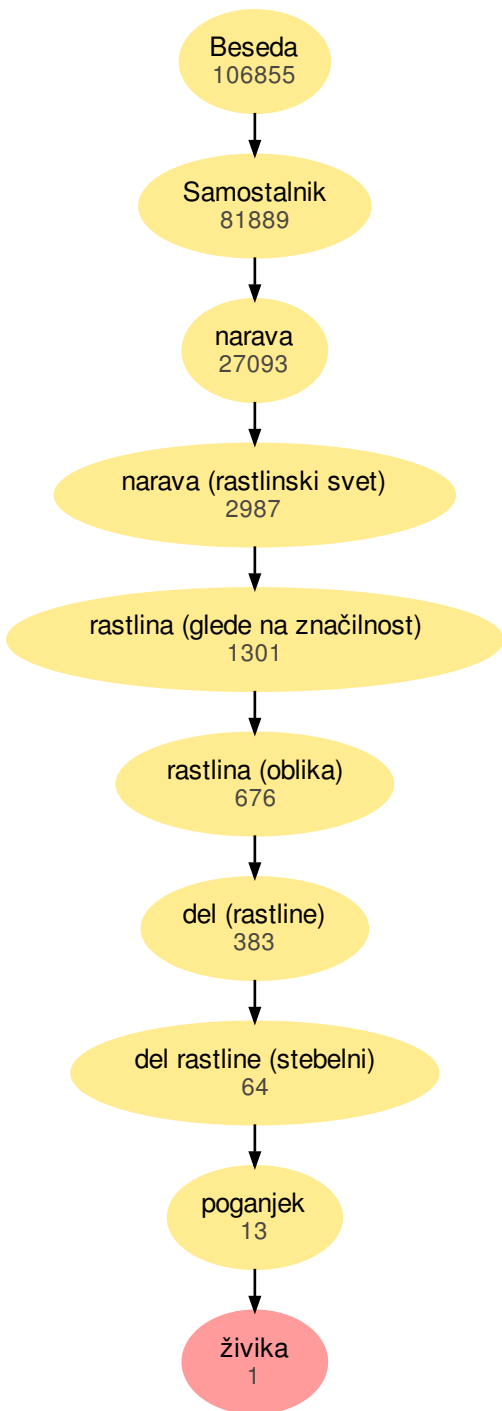 Beseda
106855
Samostalnik
81889
narava
27093
narava (rastlinski svet)
2987
rastlina (glede na značilnost)
1301
rastlina (oblika)
676
del (rastline)
383
del rastline (stebelni)
64
poganjek
13
živika
1